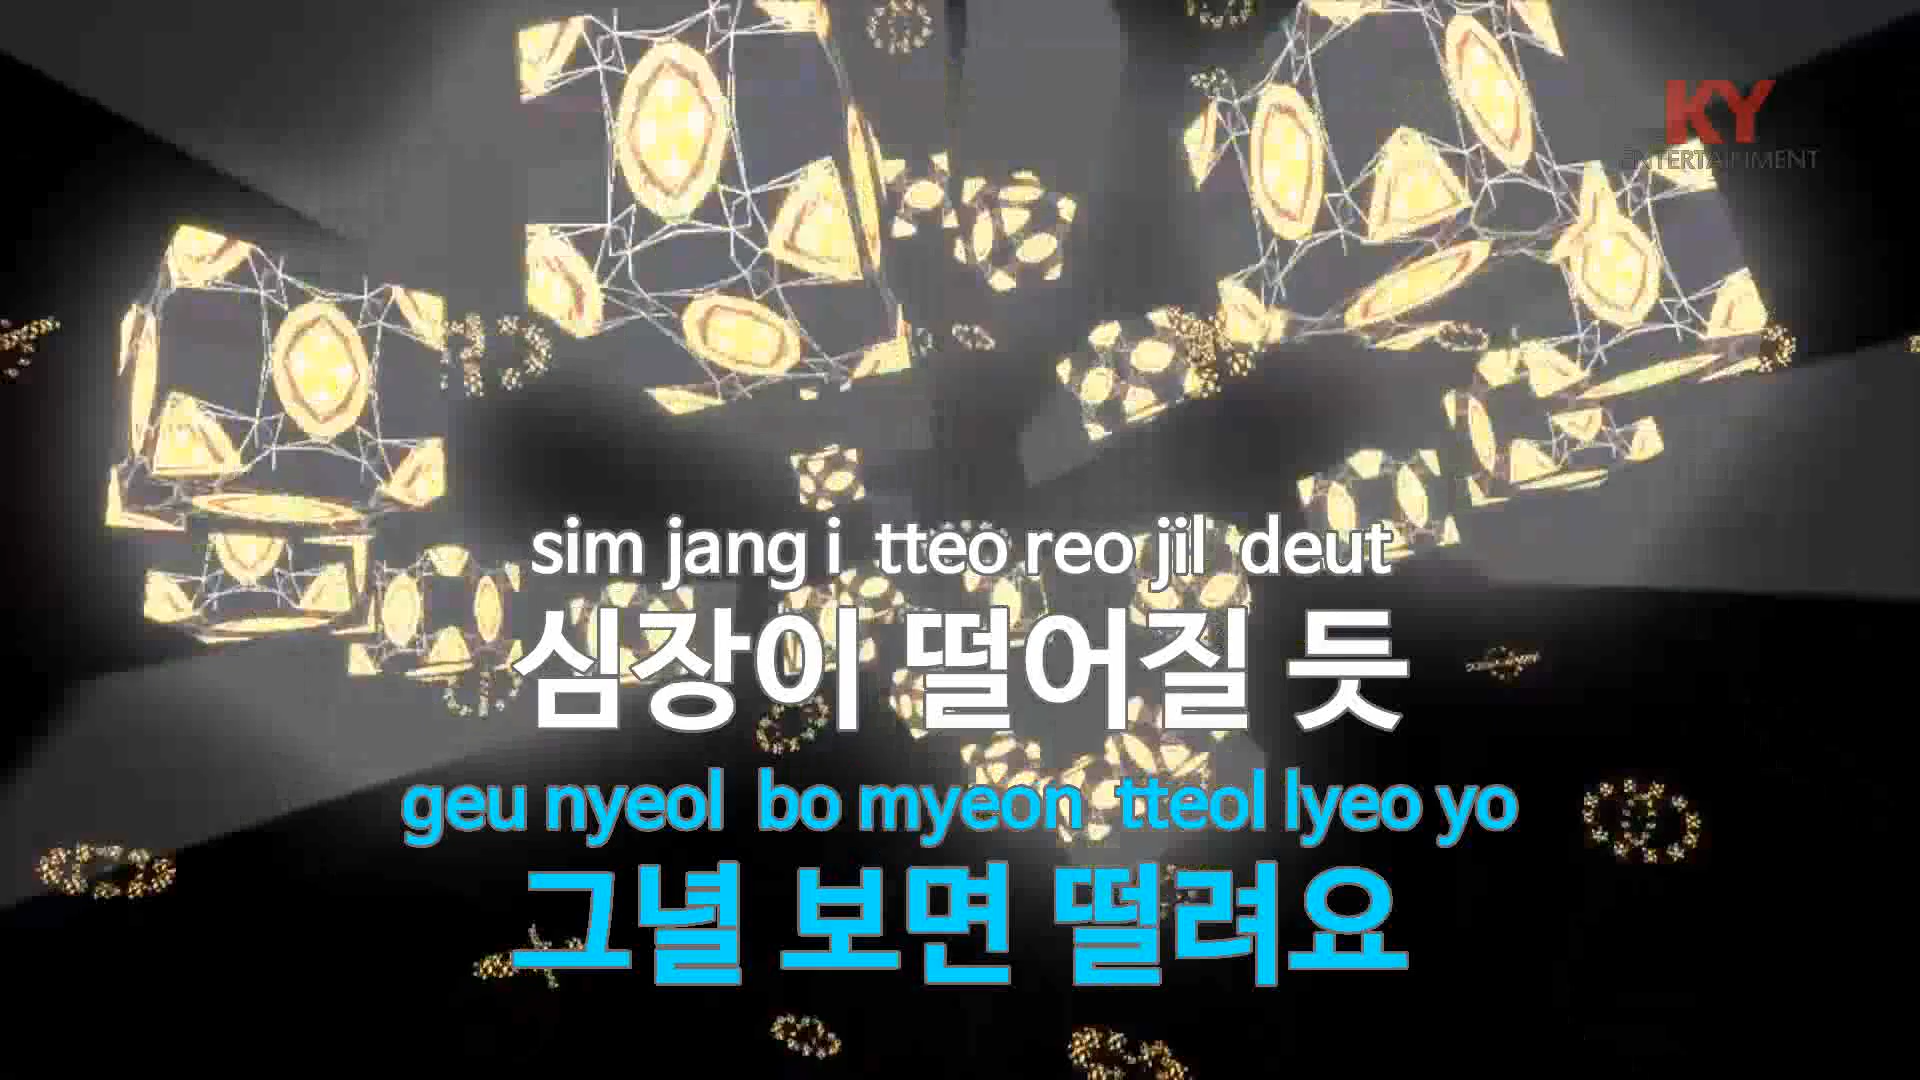 KY
ENTERTAINMENT
sim jang i tteo reo jil deut
심장이 떨어질 듯
geu nyeol bo myeon tteol lyeo yo
그녈 보면 떨려요